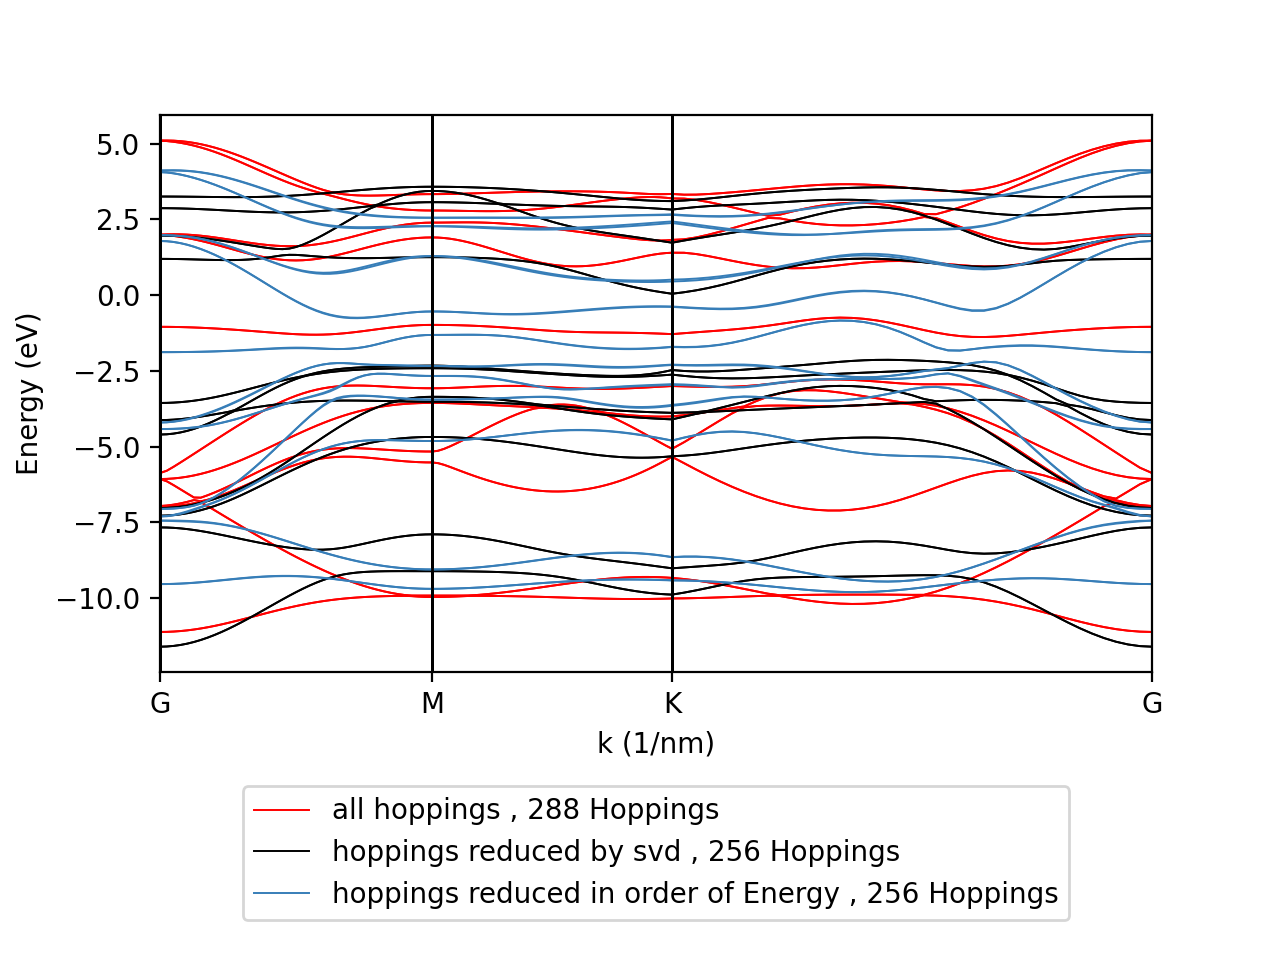 5.0
2.5
0.0
−2.5
−5.0
−7.5
−10.0
Energy (eV)
G M K G
k (1/nm)
all hoppings , 288 Hoppings
hoppings reduced by svd , 256 Hoppings
hoppings reduced in order of Energy , 256 Hoppings